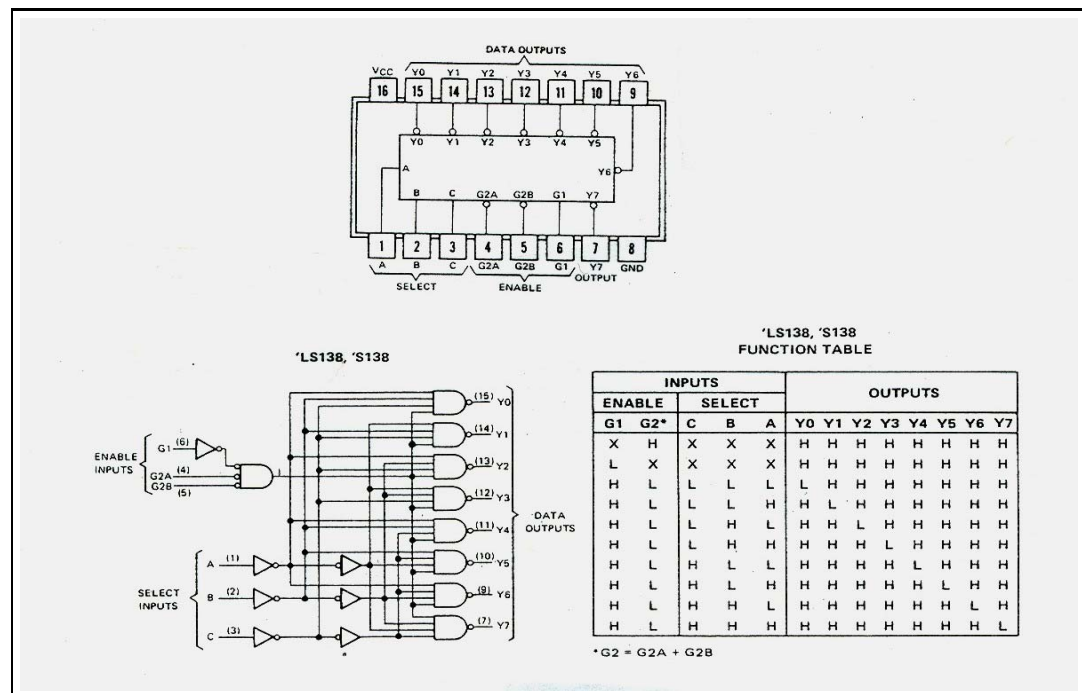 DATA OUTPUTS
VCC Y0 Y1 Y2 Y3 Y4 Y5 Y6
16 15 14 13 12 11 10 9
Y0 Y1 Y2 Y3 Y4 Y5
A Y6
B C G2A G2B G1 Y7
1 2 3 4 5 6 7 8
A B C G2A G2B G1 Y7 GND
SELECT ENABLE OUTPUT
'LS138, 'S138
(15) Y0
(14) Y1
G1 (6)
ENABLE INPUTS
G2A (4)
G2B (5)
(13) Y2
(12) Y3
DATA OUTPUTS
(11) Y4
(10) Y5
A (1)
SELECT INPUTS
B (2)
(9) Y6
C (3)
(7) Y7
*
'LS138, 'S138
FUNCTION TABLE
INPUTS OUTPUTS
ENABLE SELECT
G1 G2* C B A Y0 Y1 Y2 Y3 Y4 Y5 Y6 Y7
X H X X X H H H H H H H H
L X X X X H H H H H H H H
H L L L L L H H H H H H H
H L L L H H L H H H H H H
H L L H L H H L H H H H H
H L L H H H H H L H H H H
H L H L L H H H H L H H H
H L H L H H H H H H L H H
H L H H L H H H H H H L H
H L H H H H H H H H H H L
*G2 = G2A + G2B